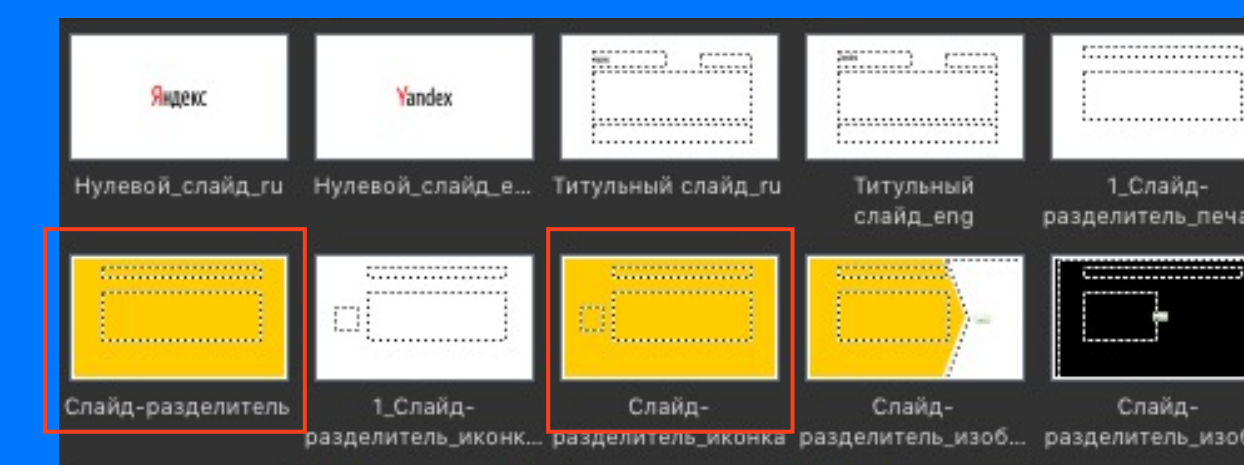 Яндекс
Yandex
Нулевой_слайд_ru
Нулевой_слайд_е...
Титульный слайд_ru
Титульный
слайд_eng
1_Слайд-
разделитель_печа
Слайд-разделитель
1_Слайд-
разделитель_иконк...
Слайд-
разделитель_иконка
Слайд-
разделитель_изоб...
Слайд-
разделитель_изоб